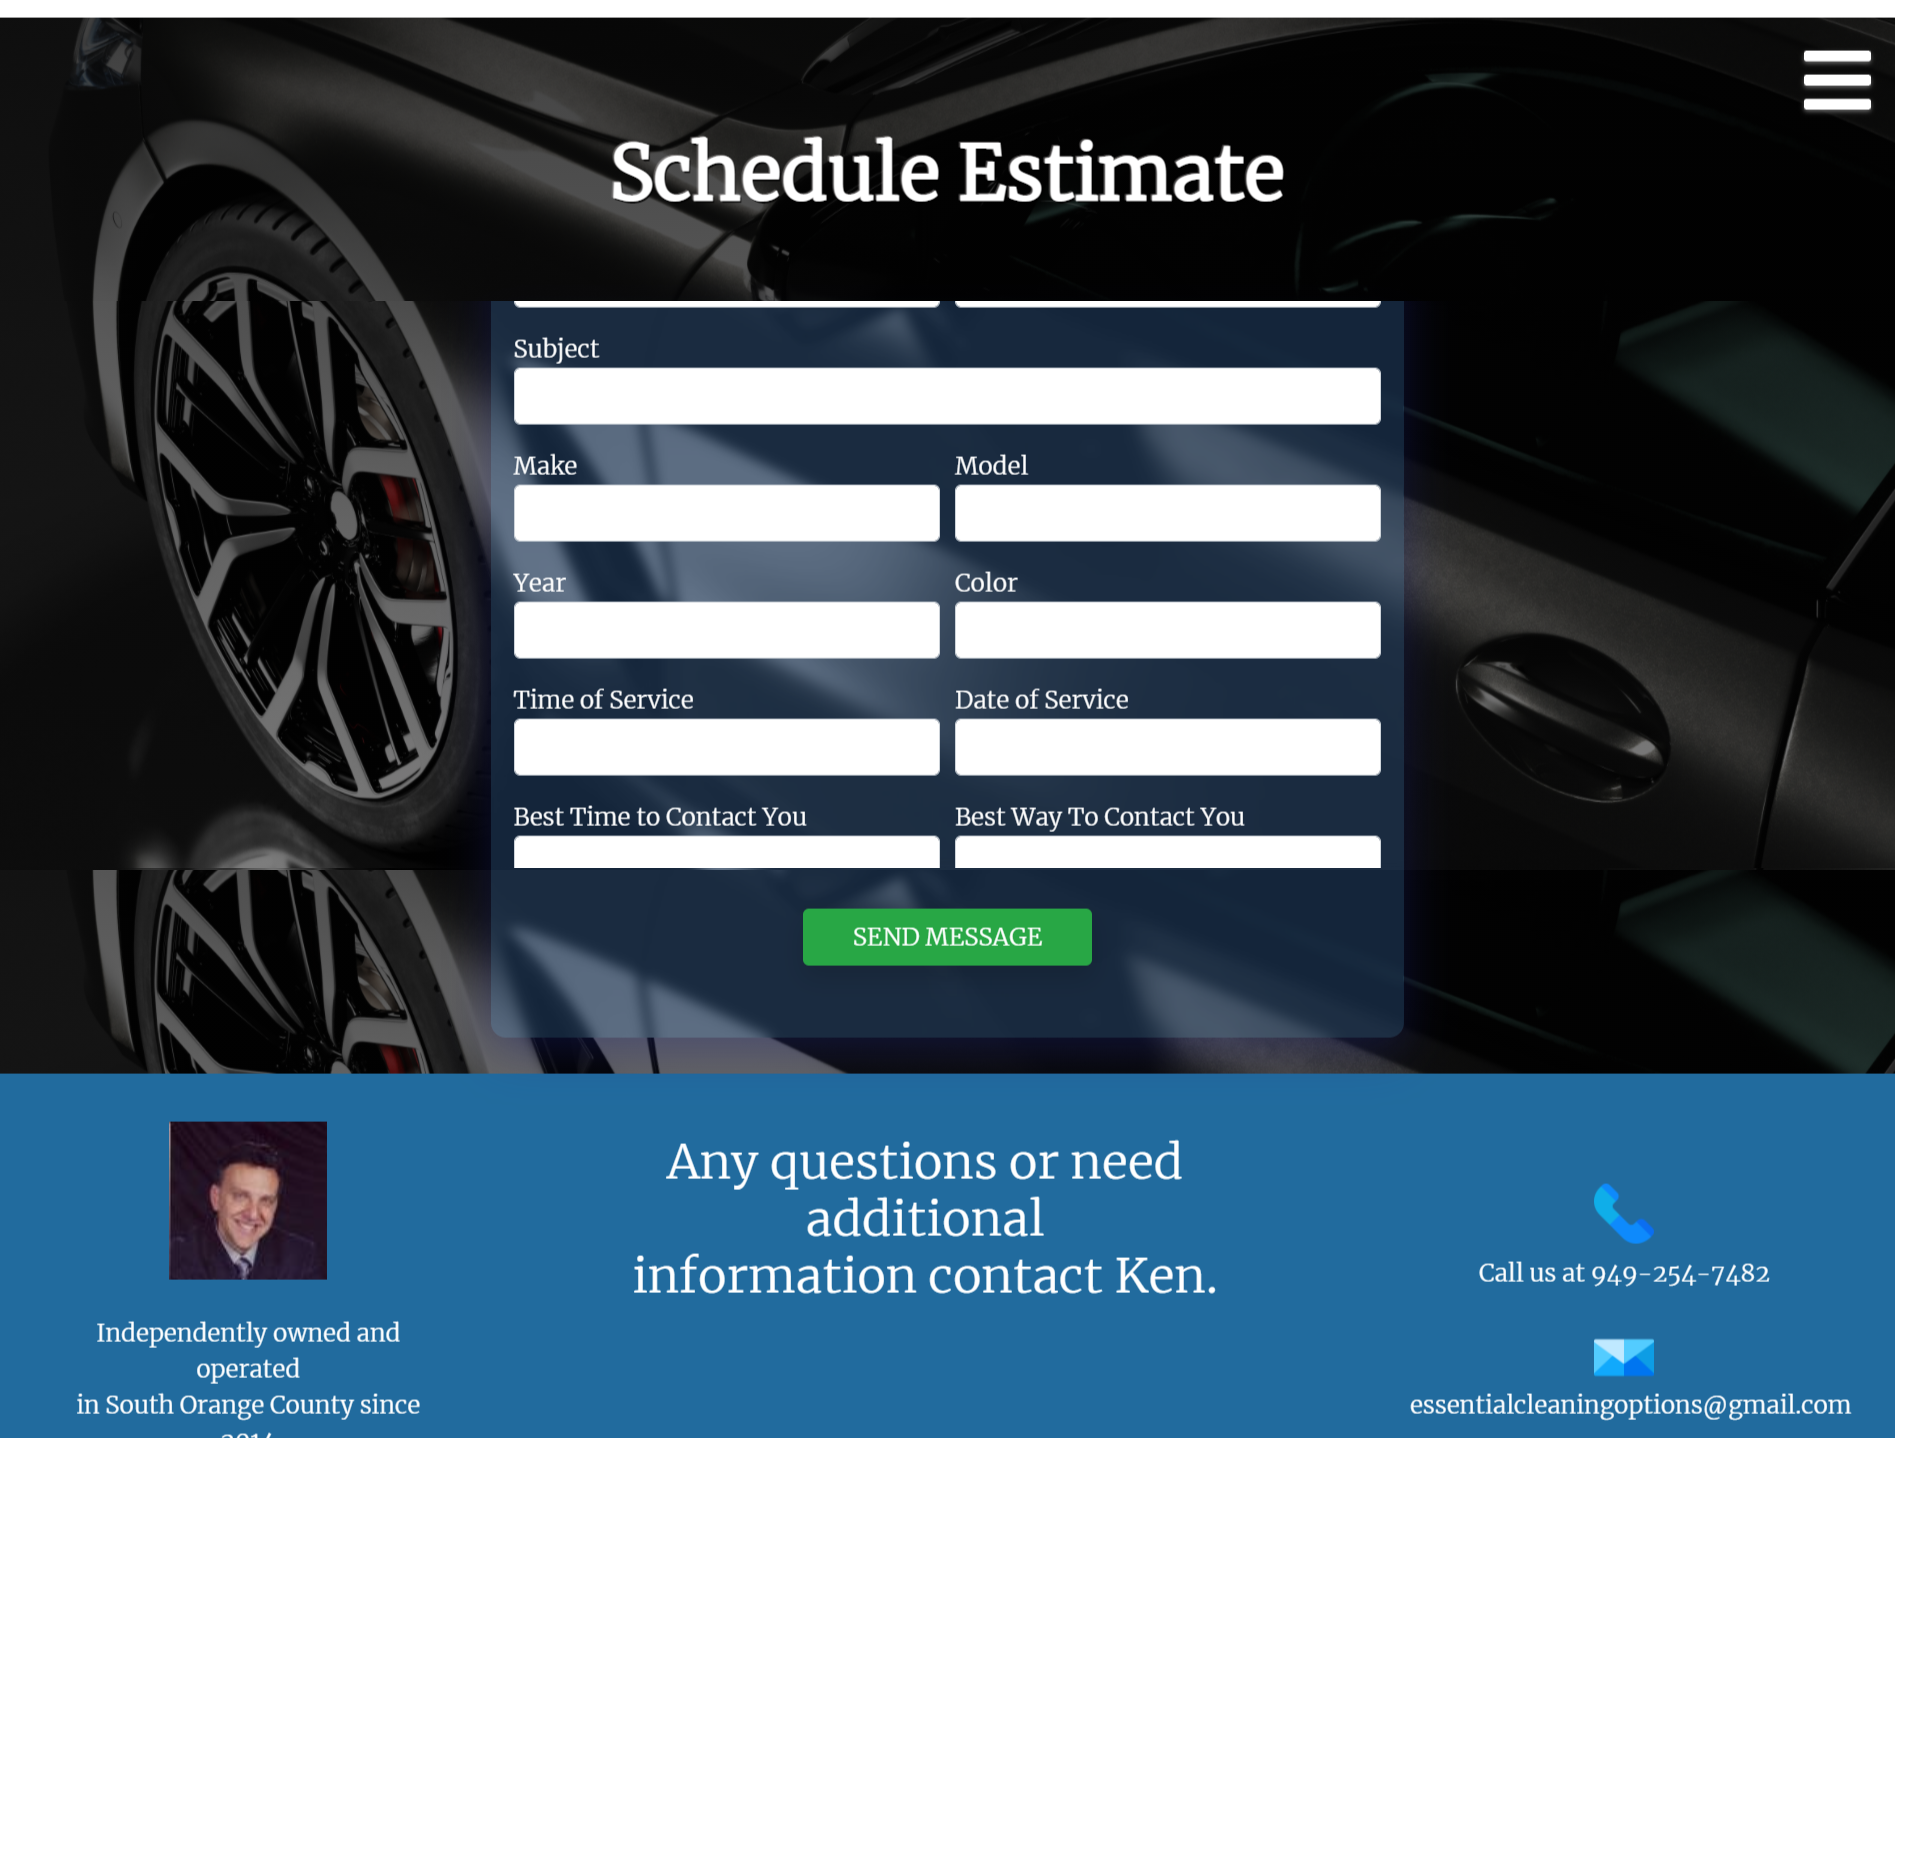 Schedule Estimate
Subject
Make
Model
Year
Color
Time of Service
Date of Service
Best Time to Contact You
Best Way To Contact You
SEND MESSAGE
Independently owned and
operated
in South Orange County since
Any questions or need
additional
information contact Ken.
Call us at 949-254-7482
essentialcleaningoptions@gmail.com